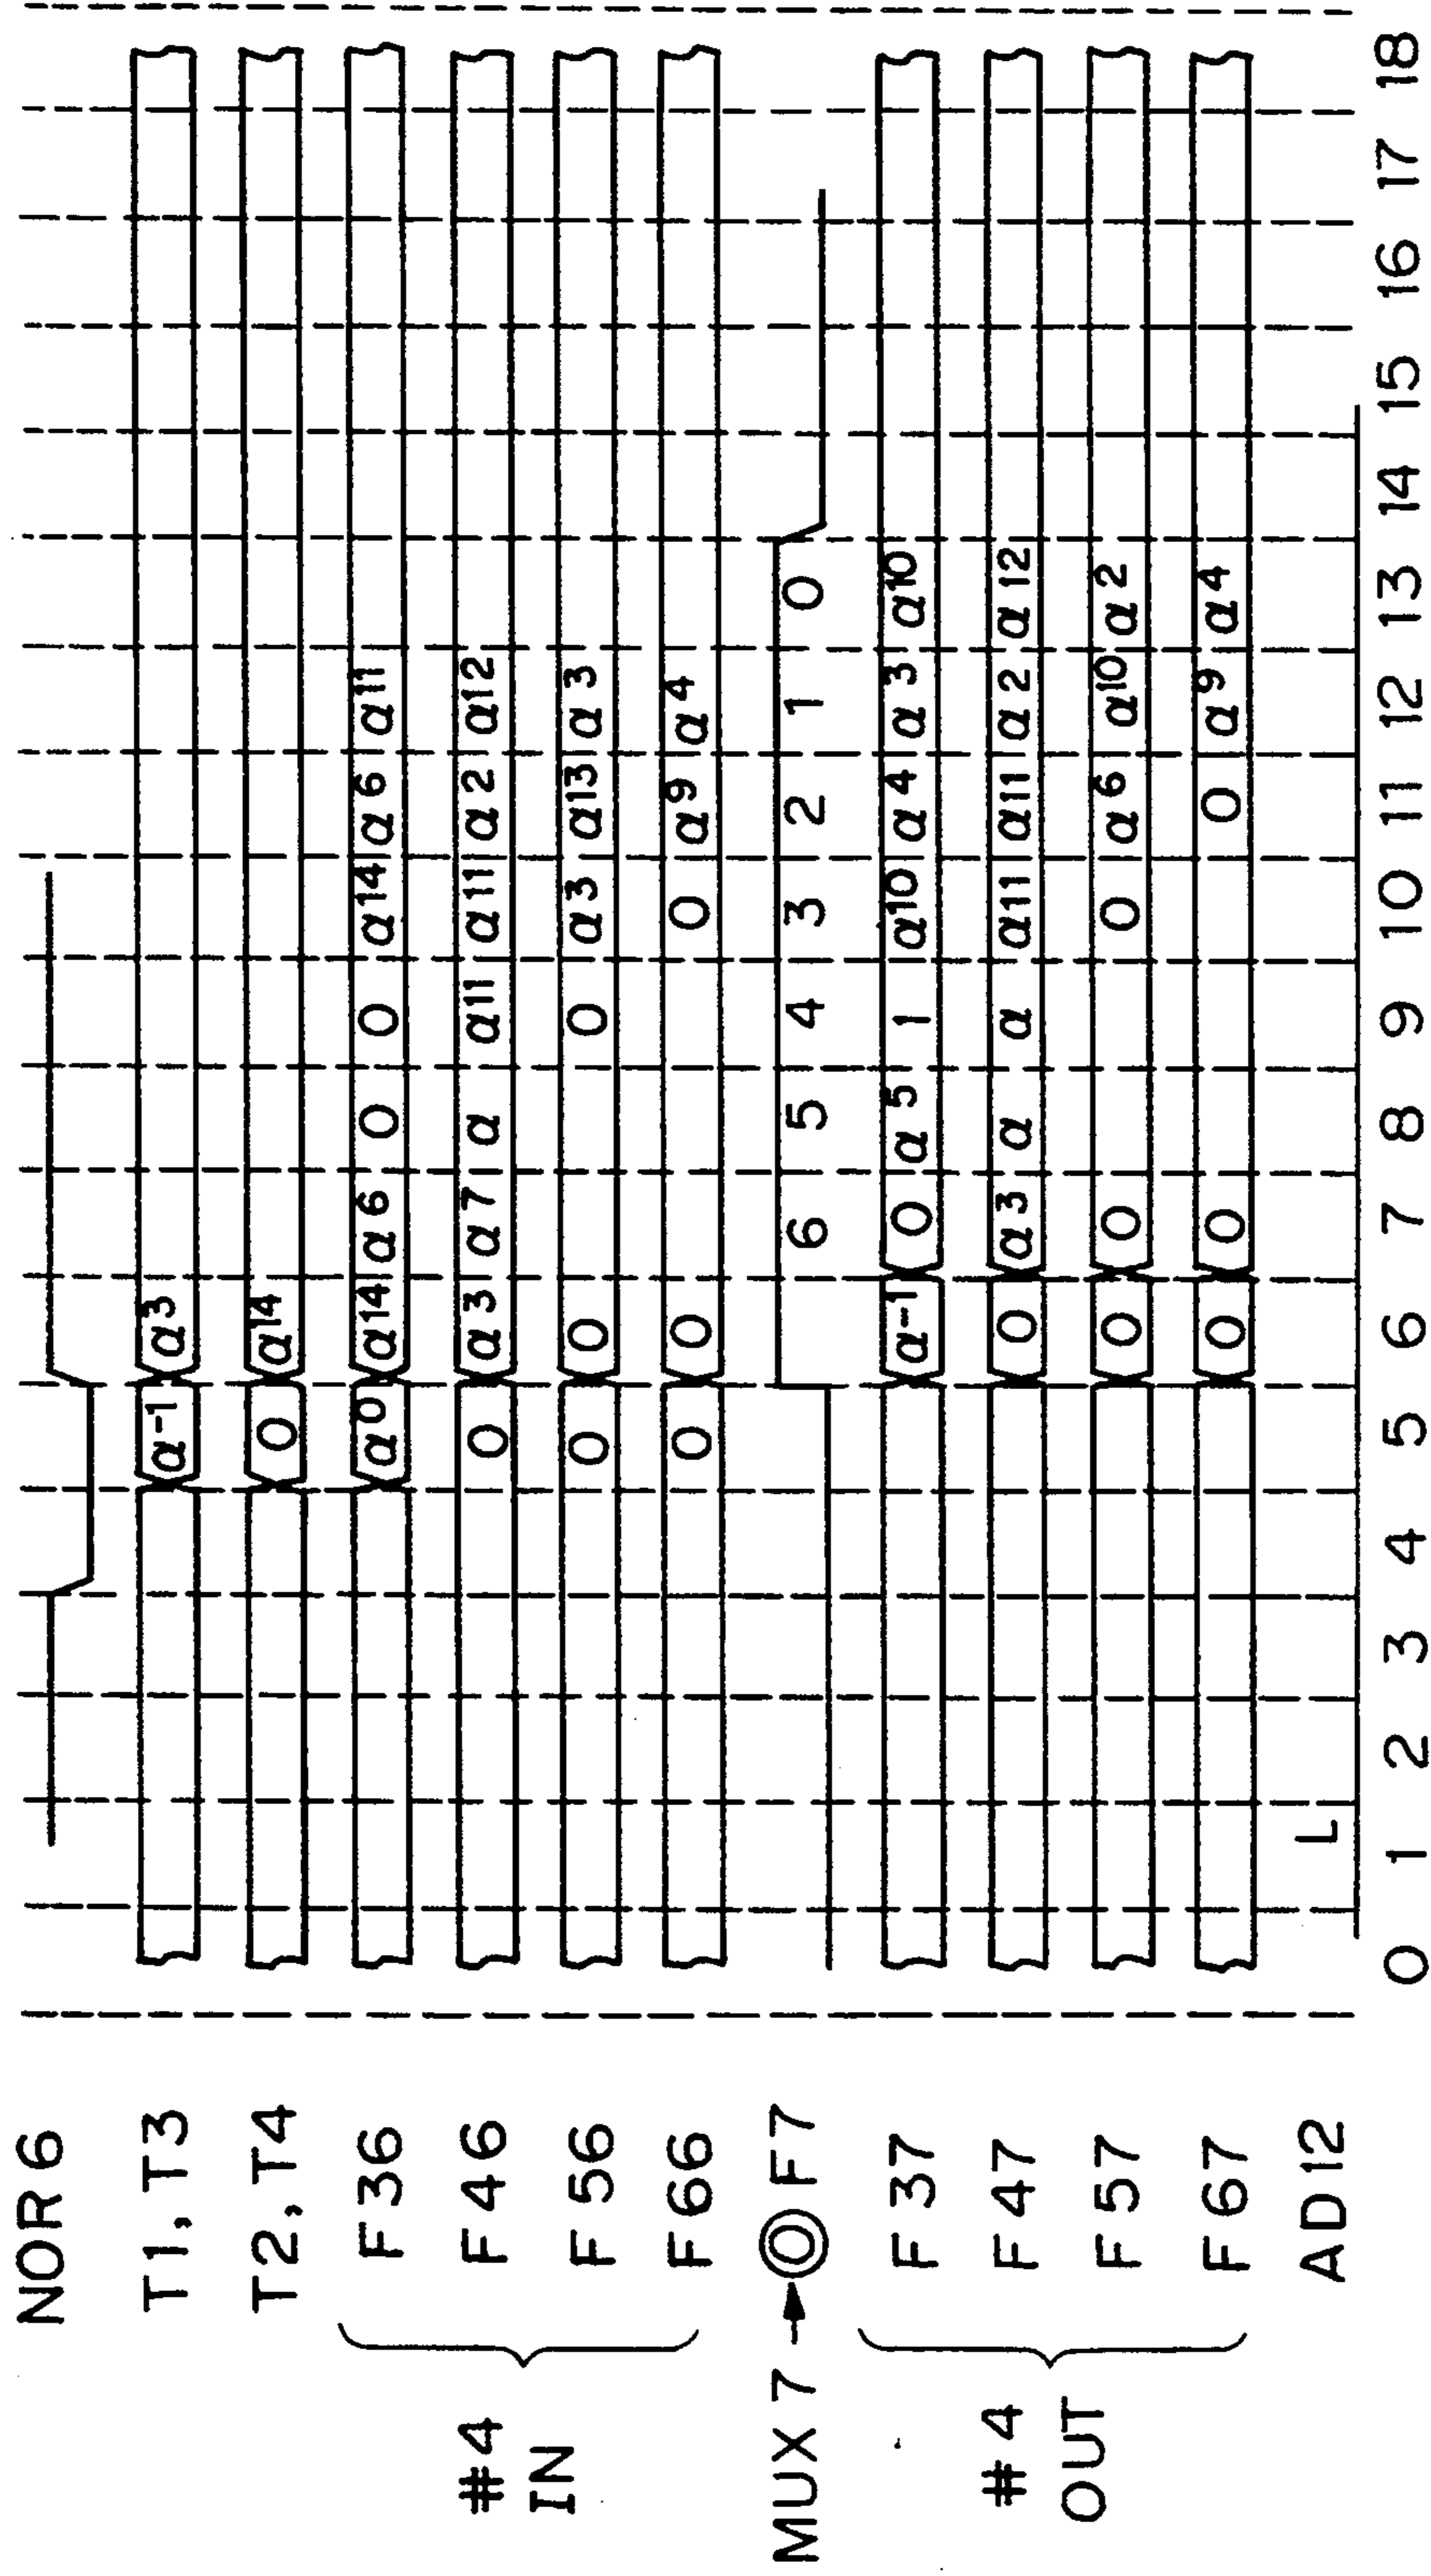 NOR 6
T1, T3 α⁻¹ α³
T2, T4 0 α¹⁴
#4 IN
F 36 α⁰ α¹⁴ α⁶ 0 0 α¹⁴ α⁶ α¹¹
F 46 0 α³ α⁷ α α¹¹ α¹¹ α² α¹²
F 56 0 0 0 α³ α¹³ α³
F 66 0 0 0 α⁹ α⁴
MUX 7 → ◎ F 7 6 5 4 3 2 1 0
#4 OUT
F 37 α⁻¹ 0 α⁵ 1 α¹⁰ α⁴ α³ α¹⁰
F 47 0 α³ α α α¹¹ α¹¹ α² α¹²
F 57 0 0 0 α⁶ α¹⁰ α²
F 67 0 0 0 α⁹ α⁴
AD 12 L
0 1 2 3 4 5 6 7 8 9 10 11 12 13 14 15 16 17 18